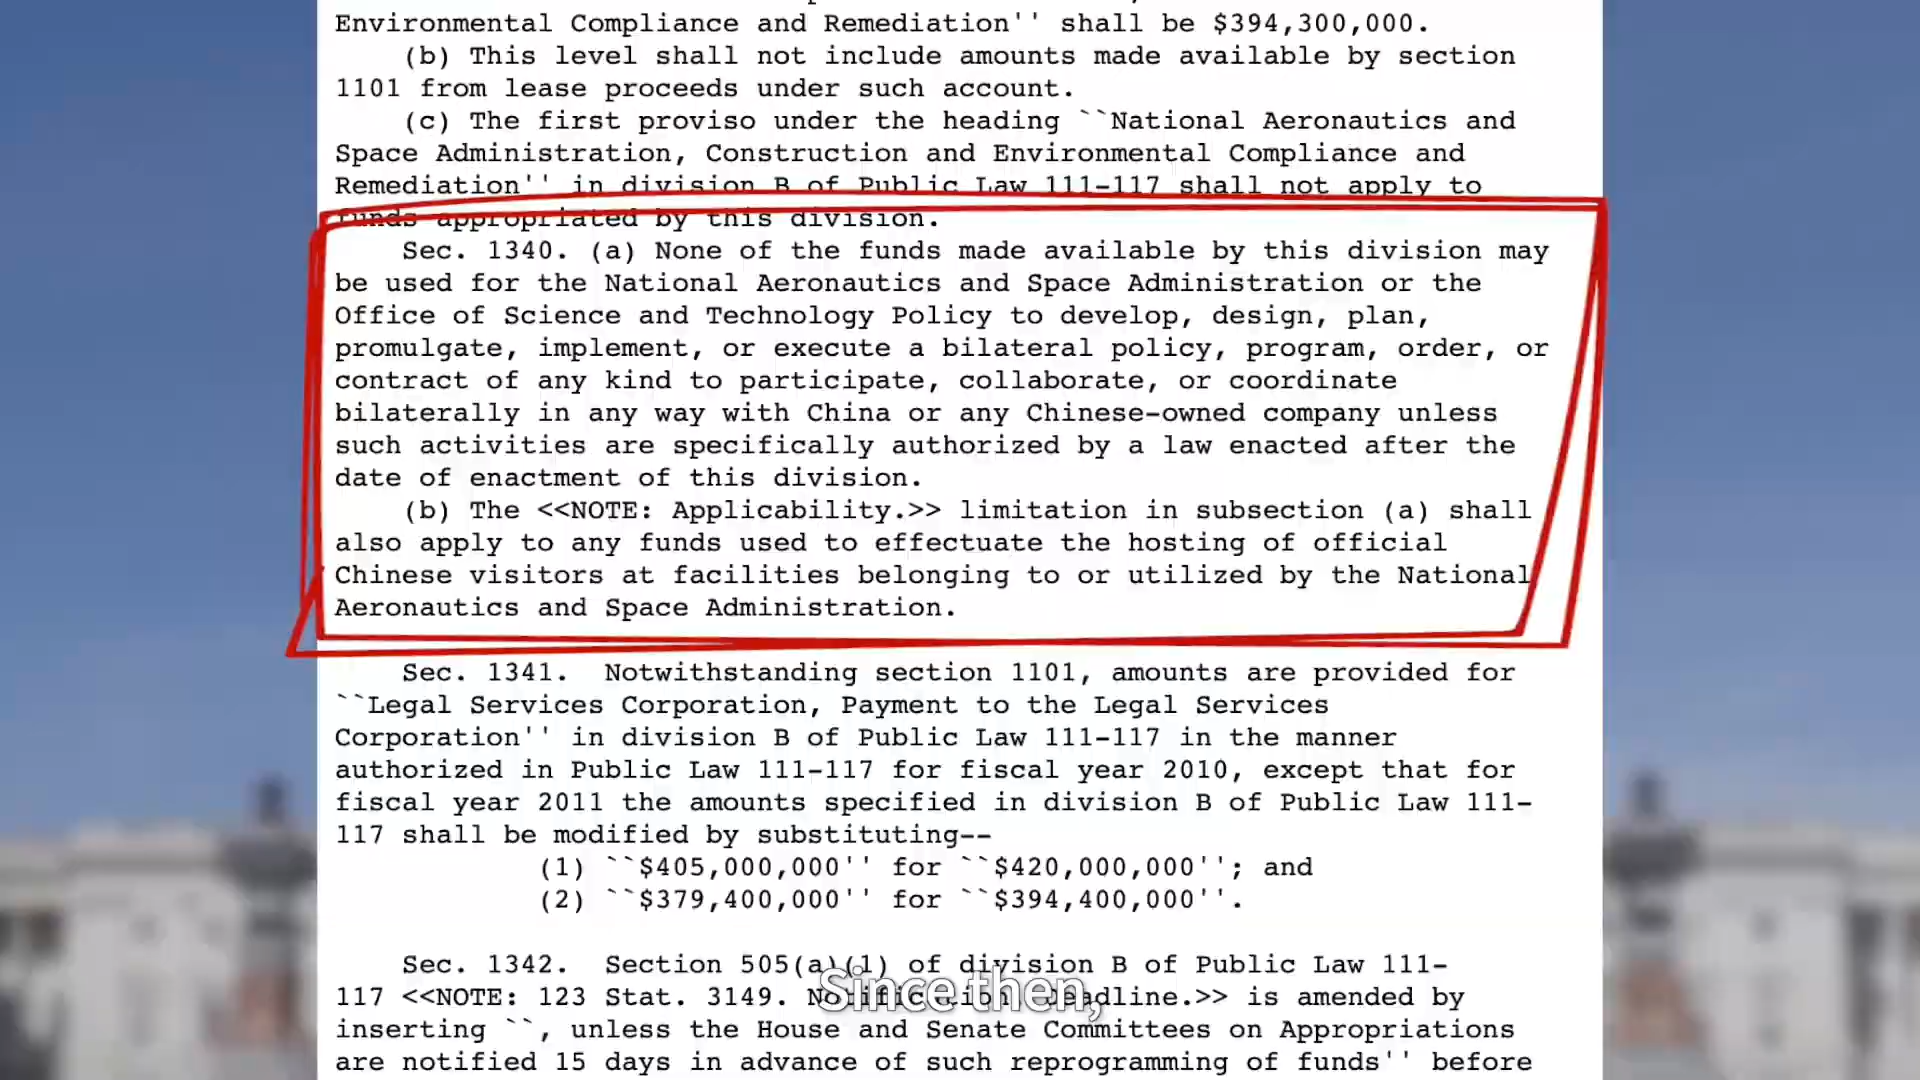 Environmental Compliance and Remediation'' shall be $394,300,000.
(b) This level shall not include amounts made available by section
1101 from lease proceeds under such account.
(c) The first proviso under the heading ``National Aeronautics and
Space Administration, Construction and Environmental Compliance and
Remediation'' in division B of Public Law 111-117 shall not apply to
funds appropriated by this division.
Sec. 1340. (a) None of the funds made available by this division may
be used for the National Aeronautics and Space Administration or the
Office of Science and Technology Policy to develop, design, plan,
promulgate, implement, or execute a bilateral policy, program, order, or
contract of any kind to participate, collaborate, or coordinate
bilaterally in any way with China or any Chinese-owned company unless
such activities are specifically authorized by a law enacted after the
date of enactment of this division.
(b) The <<NOTE: Applicability.>> limitation in subsection (a) shall
also apply to any funds used to effectuate the hosting of official
Chinese visitors at facilities belonging to or utilized by the National
Aeronautics and Space Administration.
Sec. 1341. Notwithstanding section 1101, amounts are provided for
``Legal Services Corporation, Payment to the Legal Services
Corporation'' in division B of Public Law 111-117 in the manner
authorized in Public Law 111-117 for fiscal year 2010, except that for
fiscal year 2011 the amounts specified in division B of Public Law 111-
117 shall be modified by substituting--
(1) ``$405,000,000'' for ``$420,000,000''; and
(2) ``$379,400,000'' for ``$394,400,000''.
Sec. 1342. Section 505(a)(1) of division B of Public Law 111-
117 <<NOTE: 123 Stat. 3149. Notification. Deadline.>> is amended by
inserting ``, unless the House and Senate Committees on Appropriations
are notified 15 days in advance of such reprogramming of funds'' before
Since then,